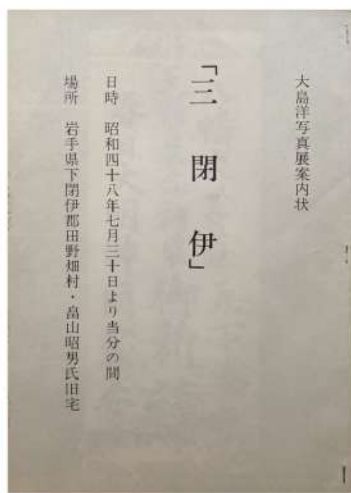 大島洋写真展案内状
「三閉伊」
日時　昭和四十八年七月三十日より当分の間
場所　岩手県下閉伊郡田野畑村・畠山昭男氏旧宅